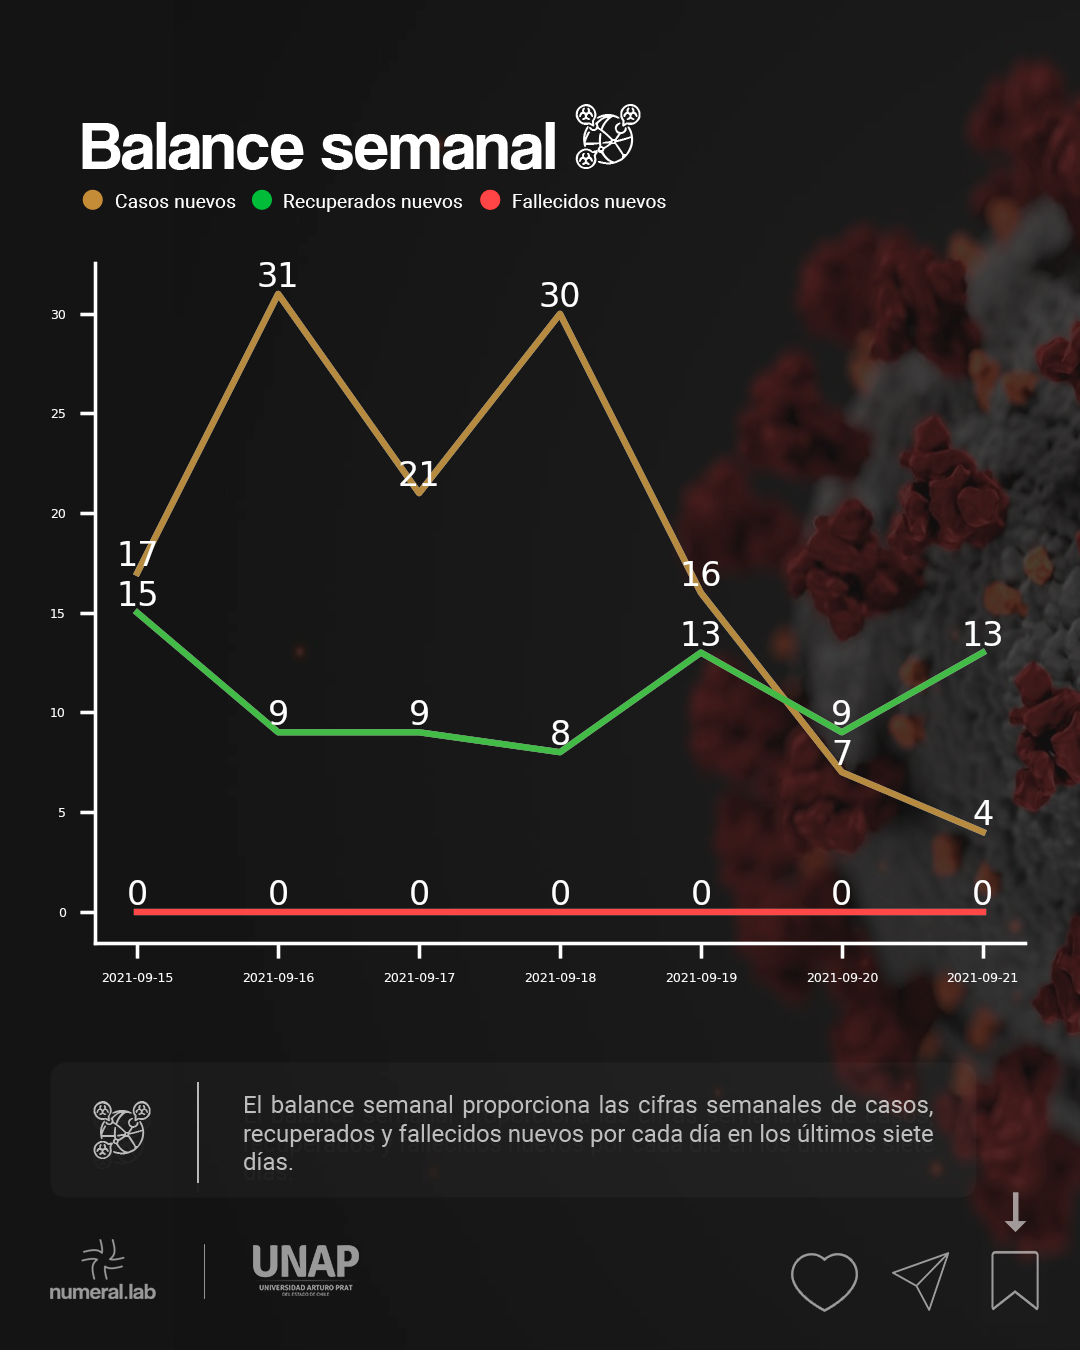 Balance semanal
Casos nuevos Recuperados nuevos Fallecidos nuevos
31
30
30
25
21
20
17
16
15
15
13
13
10
9
9
9
8
7
5
4
0 0 0 0 0 0 0
0
2021-09-15 2021-09-16 2021-09-17 2021-09-18 2021-09-19 2021-09-20 2021-09-21
El balance semanal proporciona las cifras semanales de casos,
recuperados y fallecidos nuevos por cada día en los últimos siete
días.
numeral.lab
UNAP
UNIVERSIDAD ARTURO PRAT
DEL ESTADO DE CHILE